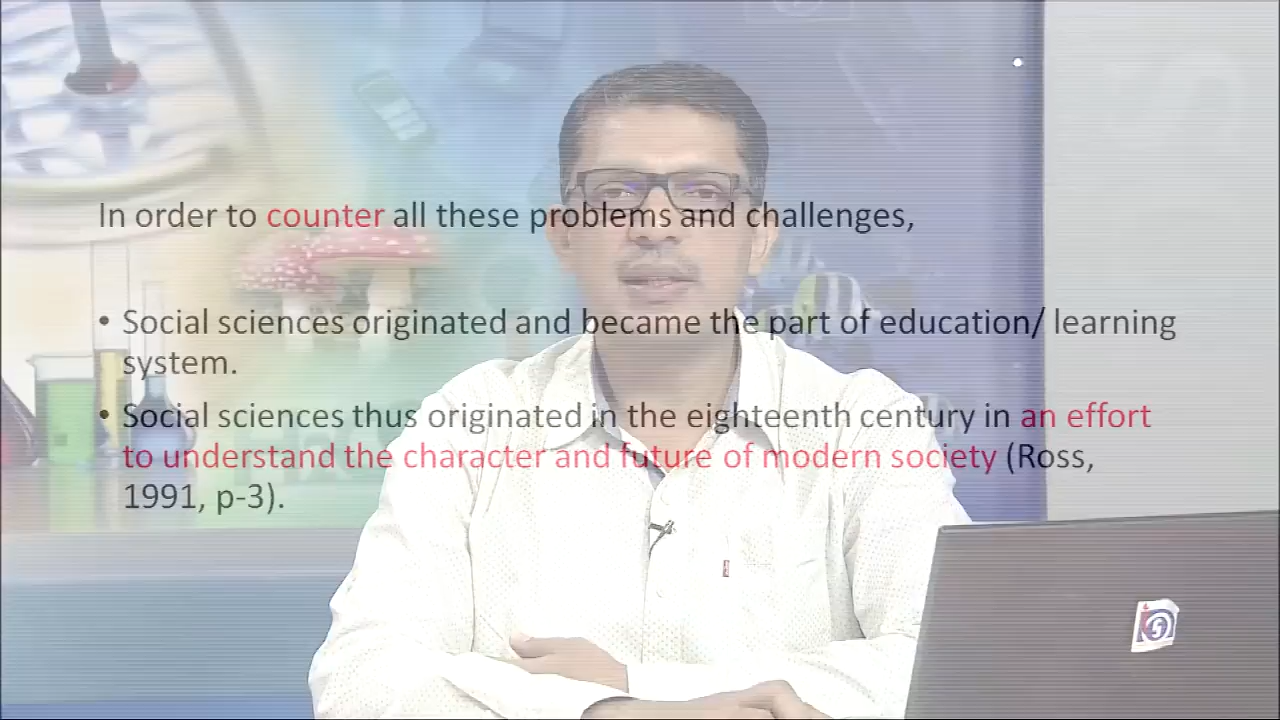 In order to counter all these problems and challenges,
• Social sciences originated and became the part of education/ learning
system.
• Social sciences thus originated in the eighteenth century in an effort
to understand the character and future of modern society (Ross,
1991, p-3).